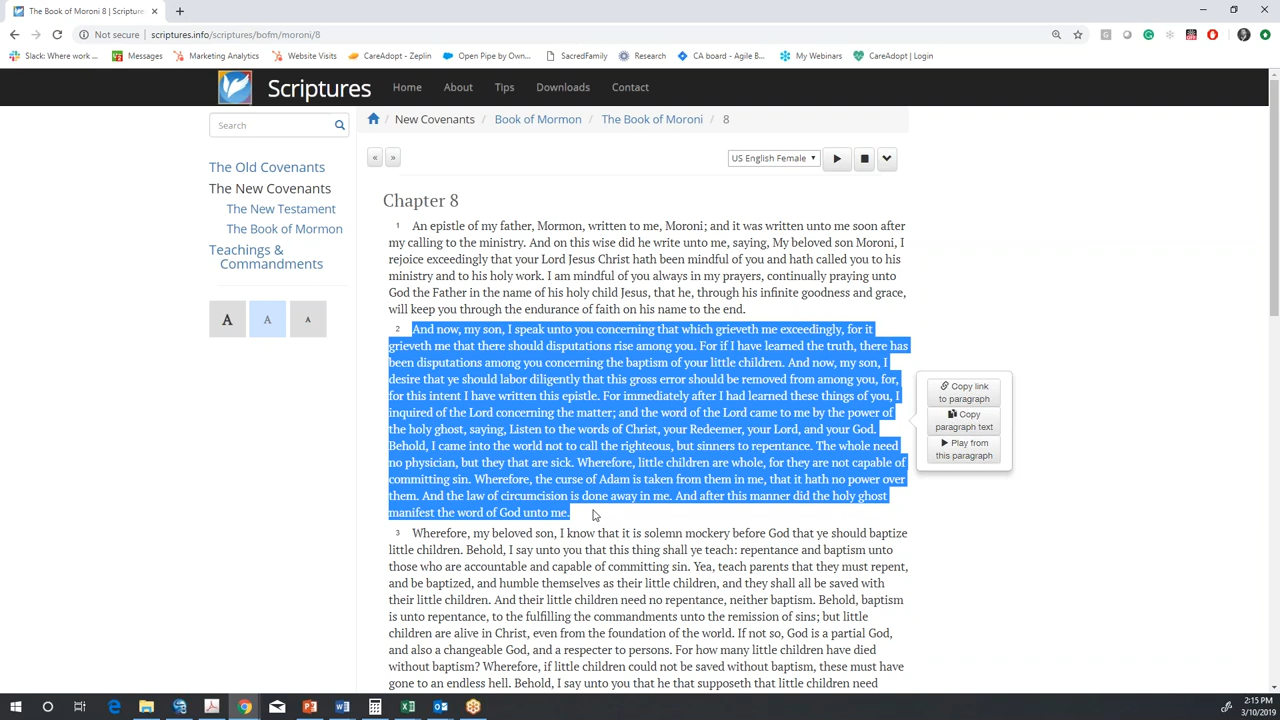 The Book of Moroni 8 | Scripture
Not secure | scriptures.info/scriptures/bofm/moroni/8
Slack: Where work ...
Messages
Marketing Analytics
Website Visits
CareAdopt - Zeplin
Open Pipe by Own...
SacredFamily
Research
CA board - Agile B...
My Webinars
CareAdopt | Login
Scriptures
Home
About
Tips
Downloads
Contact
Search
/ New Covenants / Book of Mormon / The Book of Moroni / 8
« »
US English Female
The Old Covenants
The New Covenants
The New Testament
The Book of Mormon
Teachings &
Commandments
A A A
Chapter 8
1 An epistle of my father, Mormon, written to me, Moroni; and it was written unto me soon after
my calling to the ministry. And on this wise did he write unto me, saying, My beloved son Moroni, I
rejoice exceedingly that your Lord Jesus Christ hath been mindful of you and hath called you to his
ministry and to his holy work. I am mindful of you always in my prayers, continually praying unto
God the Father in the name of his holy child Jesus, that he, through his infinite goodness and grace,
will keep you through the endurance of faith on his name to the end.
2 And now, my son, I speak unto you concerning that which grieveth me exceedingly, for it
grieveth me that there should disputations rise among you. For if I have learned the truth, there has
been disputations among you concerning the baptism of your little children. And now, my son, I
desire that ye should labor diligently that this gross error should be removed from among you, for,
for this intent I have written this epistle. For immediately after I had learned these things of you, I
inquired of the Lord concerning the matter; and the word of the Lord came to me by the power of
the holy ghost, saying, Listen to the words of Christ, your Redeemer, your Lord, and your God.
Behold, I came into the world not to call the righteous, but sinners to repentance. The whole need
no physician, but they that are sick. Wherefore, little children are whole, for they are not capable of
committing sin. Wherefore, the curse of Adam is taken from them in me, that it hath no power over
them. And the law of circumcision is done away in me. And after this manner did the holy ghost
manifest the word of God unto me.
Copy link
to paragraph
Copy
paragraph text
Play from
this paragraph
3 Wherefore, my beloved son, I know that it is solemn mockery before God that ye should baptize
little children. Behold, I say unto you that this thing shall ye teach: repentance and baptism unto
those who are accountable and capable of committing sin. Yea, teach parents that they must repent,
and be baptized, and humble themselves as their little children, and they shall all be saved with
their little children. And their little children need no repentance, neither baptism. Behold, baptism
is unto repentance, to the fulfilling the commandments unto the remission of sins; but little
children are alive in Christ, even from the foundation of the world. If not so, God is a partial God,
and also a changeable God, and a respecter to persons. For how many little children have died
without baptism? Wherefore, if little children could not be saved without baptism, these must have
gone to an endless hell. Behold, I say unto you that he that supposeth that little children need
2:15 PM
3/10/2019